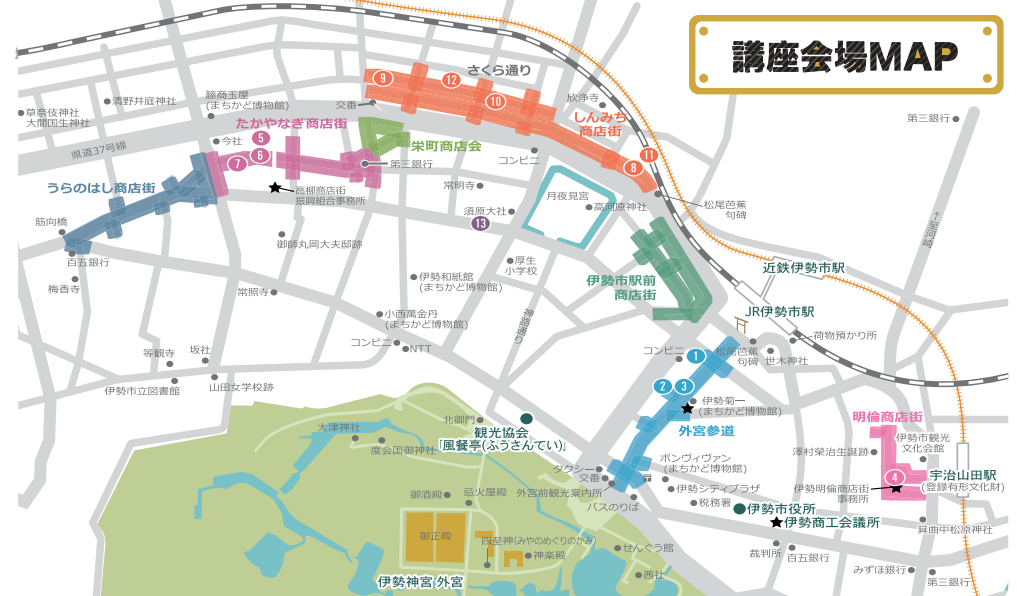 講座会場MAP
さくら通り
欣浄寺
第三銀行
清野井庭神社
草奈伎神社
大間国生神社
藤商玉屋
(まちかど博物館)
交番
たかやなぎ商店街
しんみち
商店街
栄町商店会
今社
県道37号線
コンビニ
第三銀行
うらのはし商店街
高柳商店街
振興組合事務所
常明寺
月夜見宮
高河原神社
松尾芭蕉
句碑
須原大社
筋向橋
↑至河崎
御師丸岡大夫邸跡
百五銀行
厚生
小学校
伊勢和紙館
(まちかど博物館)
伊勢市駅前
商店街
近鉄伊勢市駅
梅香寺
常照寺
JR伊勢市駅
小西萬金丹
(まちかど博物館)
神路通り
荷物預かり所
コンビニ
NTT
コンビニ
松尾芭蕉
句碑
世木神社
等観寺
坂社
伊勢市立図書館
山田女学校跡
伊勢菊一
(まちかど博物館)
北御門
大津神社
度会国御神社
観光協会
「風餐亭(ふうさんてい)」
外宮参道
明倫商店街
伊勢市観光
文化会館
澤村栄治生誕跡
ボンヴィヴァン
(まちかど博物館)
タクシー
交番
宇治山田駅
(登録有形文化財)
伊勢明倫商店街
事務所
伊勢シティプラザ
御酒殿
忌火屋殿
外宮前観光案内所
バスのりば
税務署
伊勢市役所
伊勢商工会議所
箕曲中松原神社
御正殿
四至神(みやのめぐりのかみ)
神楽殿
せんぐう館
裁判所
百五銀行
伊勢神宮 外宮
茜社
みずほ銀行
第三銀行
1
2
3
4
5
6
7
8
9
10
11
12
13